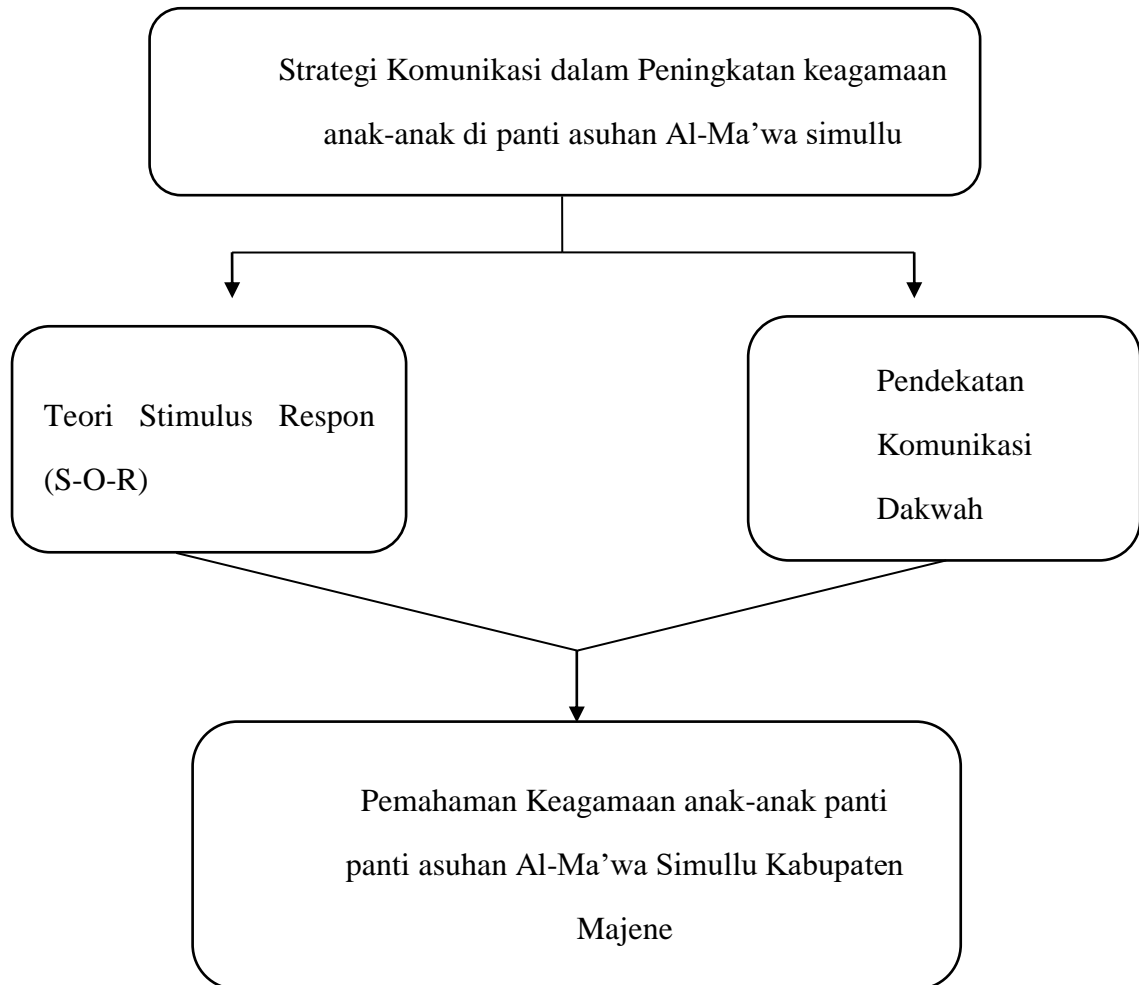 Strategi Komunikasi dalam Peningkatan keagamaan
anak-anak di panti asuhan Al-Ma’wa simullu
Teori Stimulus Respon
(S-O-R)
Pendekatan
Komunikasi
Dakwah
Pemahaman Keagamaan anak-anak panti
panti asuhan Al-Ma’wa Simullu Kabupaten
Majene